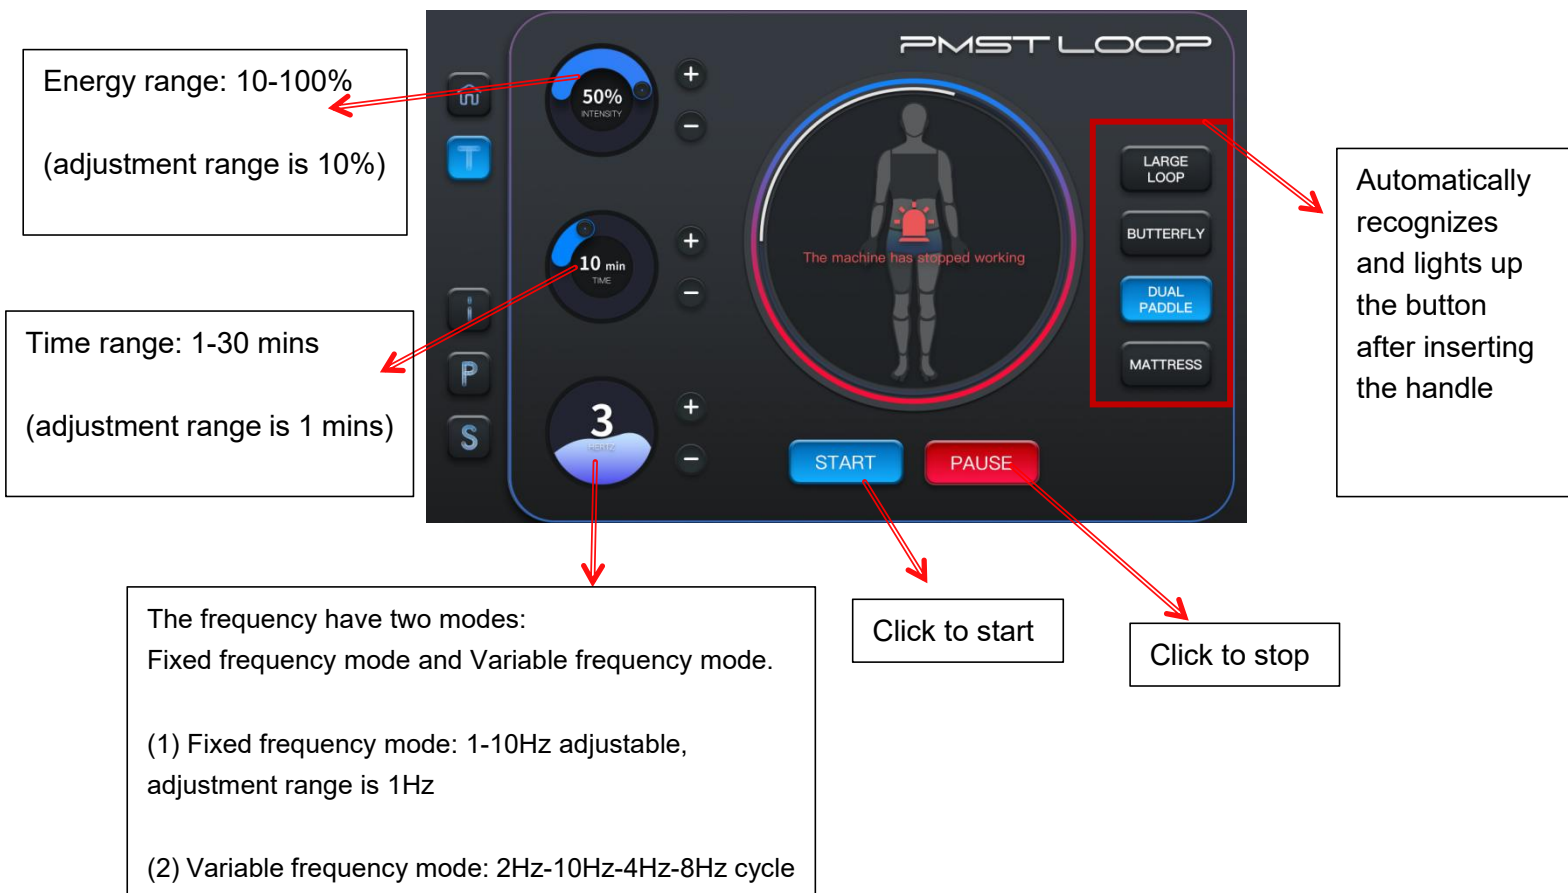 Energy range: 10-100%
(adjustment range is 10%)
Time range: 1-30 mins
(adjustment range is 1 mins)
PMST LOOP
T
i
P
S
50%
INTENSITY
+
−
10 min
TIME
+
−
3
HERTZ
+
−
The machine has stopped working
LARGE
LOOP
BUTTERFLY
DUAL
PADDLE
MATTRESS
START
PAUSE
Automatically
recognizes
and lights up
the button
after inserting
the handle
The frequency have two modes:
Fixed frequency mode and Variable frequency mode.
(1) Fixed frequency mode: 1-10Hz adjustable,
adjustment range is 1Hz
(2) Variable frequency mode: 2Hz-10Hz-4Hz-8Hz cycle
Click to start
Click to stop